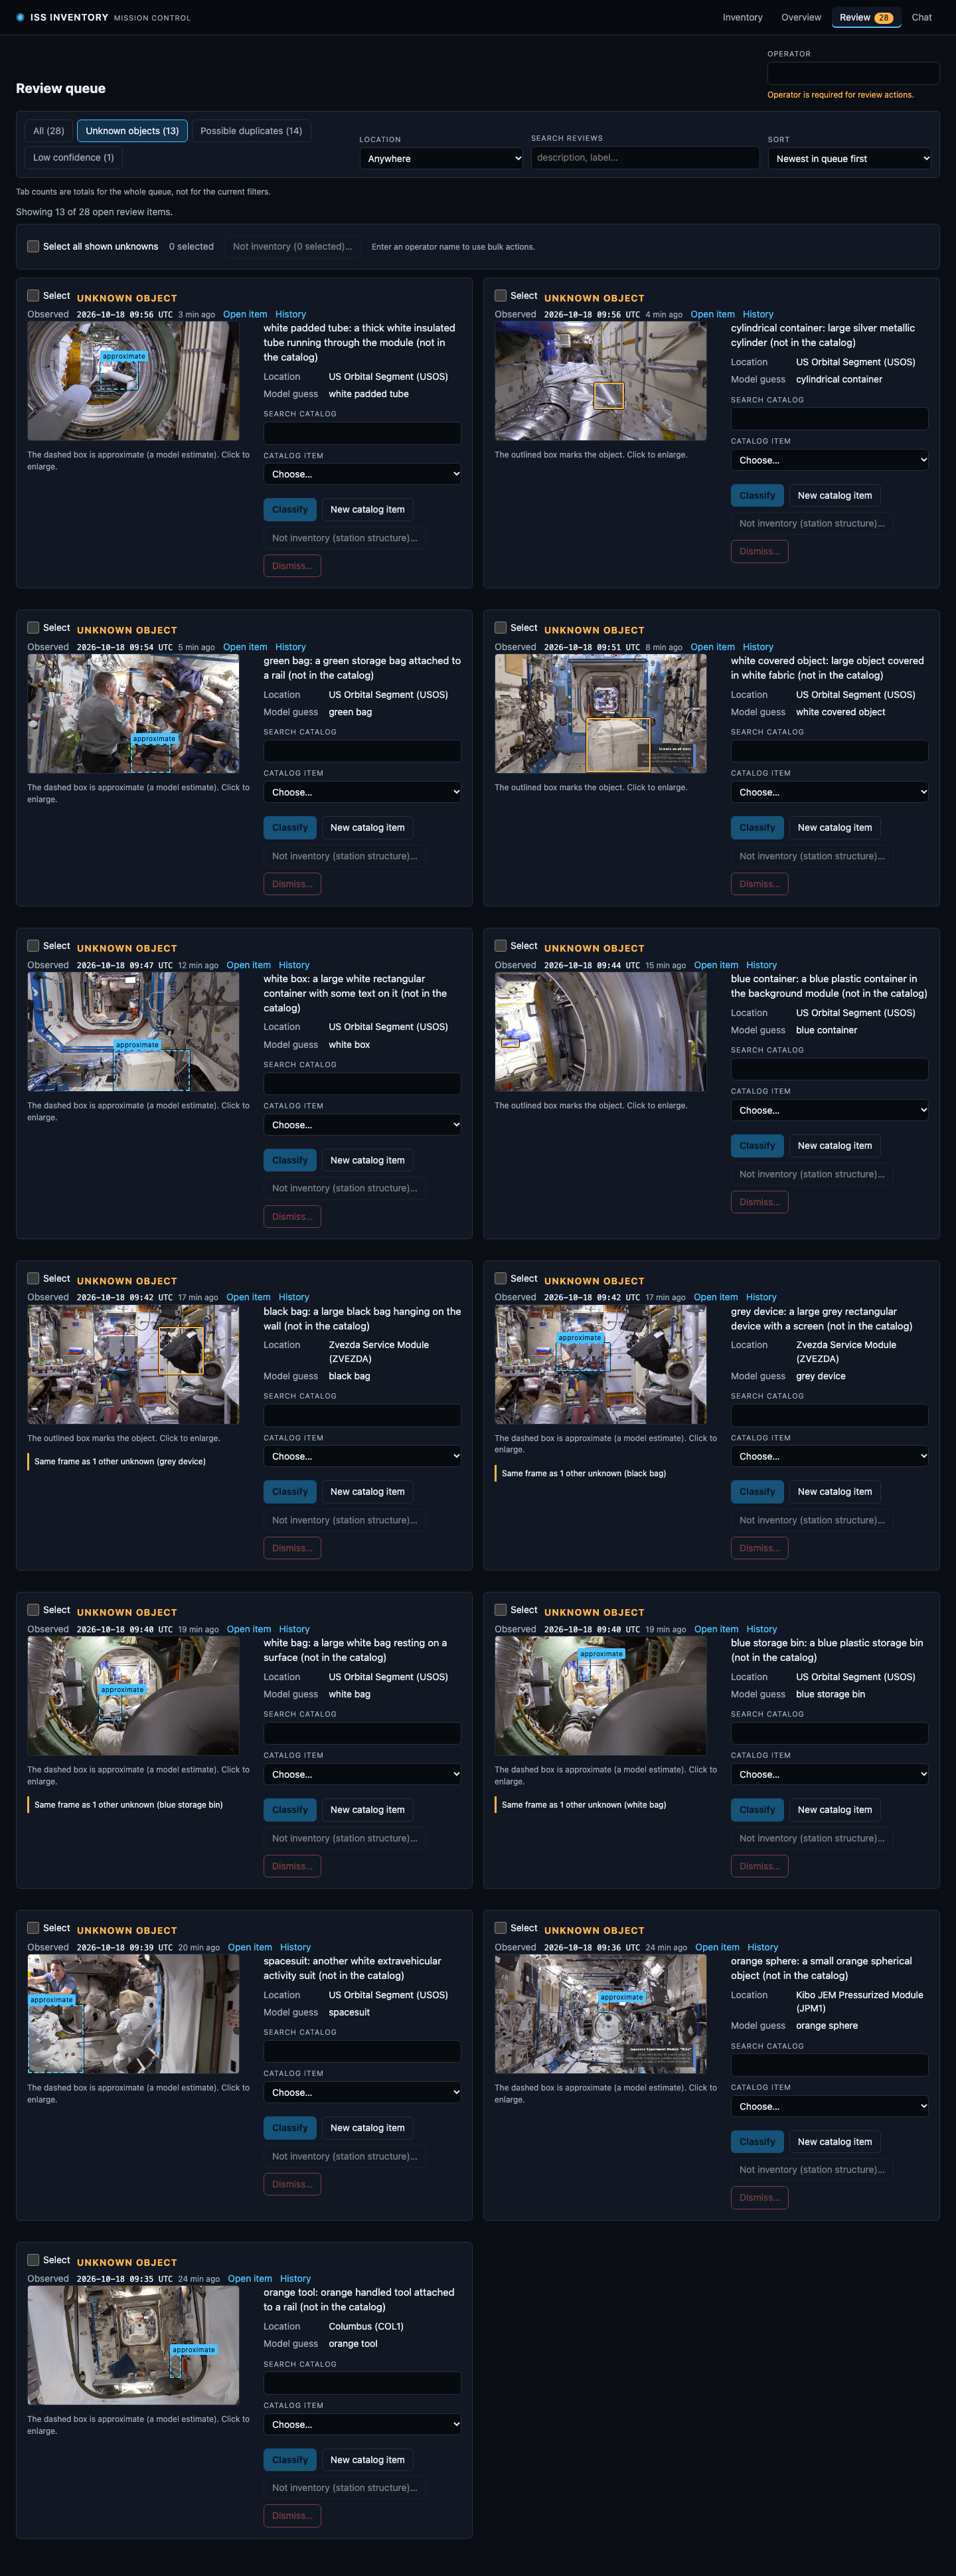 ISS INVENTORY MISSION CONTROL
Inventory Overview Review 28 Chat
OPERATOR
Operator is required for review actions.
Review queue
All (28) Unknown objects (13) Possible duplicates (14)
Low confidence (1)
LOCATION
Anywhere
SEARCH REVIEWS
description, label...
SORT
Newest in queue first
Tab counts are totals for the whole queue, not for the current filters.
Showing 13 of 28 open review items.
Select all shown unknowns 0 selected Not inventory (0 selected)... Enter an operator name to use bulk actions.
Select UNKNOWN OBJECT
Observed 2026-10-18 09:56 UTC 3 min ago Open item History
approximate
The dashed box is approximate (a model estimate). Click to
enlarge.
white padded tube: a thick white insulated
tube running through the module (not in
the catalog)
Location US Orbital Segment (USOS)
Model guess white padded tube
SEARCH CATALOG
CATALOG ITEM
Choose...
Classify New catalog item
Not inventory (station structure)...
Dismiss...
Select UNKNOWN OBJECT
Observed 2026-10-18 09:56 UTC 4 min ago Open item History
The outlined box marks the object. Click to enlarge.
cylindrical container: large silver metallic
cylinder (not in the catalog)
Location US Orbital Segment (USOS)
Model guess cylindrical container
SEARCH CATALOG
CATALOG ITEM
Choose...
Classify New catalog item
Not inventory (station structure)...
Dismiss...
Select UNKNOWN OBJECT
Observed 2026-10-18 09:54 UTC 5 min ago Open item History
approximate
The dashed box is approximate (a model estimate). Click to
enlarge.
green bag: a green storage bag attached to
a rail (not in the catalog)
Location US Orbital Segment (USOS)
Model guess green bag
SEARCH CATALOG
CATALOG ITEM
Choose...
Classify New catalog item
Not inventory (station structure)...
Dismiss...
Select UNKNOWN OBJECT
Observed 2026-10-18 09:51 UTC 8 min ago Open item History
The outlined box marks the object. Click to enlarge.
white covered object: large object covered
in white fabric (not in the catalog)
Location US Orbital Segment (USOS)
Model guess white covered object
SEARCH CATALOG
CATALOG ITEM
Choose...
Classify New catalog item
Not inventory (station structure)...
Dismiss...
Select UNKNOWN OBJECT
Observed 2026-10-18 09:47 UTC 12 min ago Open item History
approximate
The dashed box is approximate (a model estimate). Click to
enlarge.
white box: a large white rectangular
container with some text on it (not in the
catalog)
Location US Orbital Segment (USOS)
Model guess white box
SEARCH CATALOG
CATALOG ITEM
Choose...
Classify New catalog item
Not inventory (station structure)...
Dismiss...
Select UNKNOWN OBJECT
Observed 2026-10-18 09:44 UTC 15 min ago Open item History
The outlined box marks the object. Click to enlarge.
blue container: a blue plastic container in
the background module (not in the catalog)
Location US Orbital Segment (USOS)
Model guess blue container
SEARCH CATALOG
CATALOG ITEM
Choose...
Classify New catalog item
Not inventory (station structure)...
Dismiss...
Select UNKNOWN OBJECT
Observed 2026-10-18 09:42 UTC 17 min ago Open item History
The outlined box marks the object. Click to enlarge.
Same frame as 1 other unknown (grey device)
black bag: a large black bag hanging on the
wall (not in the catalog)
Location Zvezda Service Module
(ZVEZDA)
Model guess black bag
SEARCH CATALOG
CATALOG ITEM
Choose...
Classify New catalog item
Not inventory (station structure)...
Dismiss...
Select UNKNOWN OBJECT
Observed 2026-10-18 09:42 UTC 17 min ago Open item History
approximate
The dashed box is approximate (a model estimate). Click to
enlarge.
Same frame as 1 other unknown (black bag)
grey device: a large grey rectangular
device with a screen (not in the catalog)
Location Zvezda Service Module
(ZVEZDA)
Model guess grey device
SEARCH CATALOG
CATALOG ITEM
Choose...
Classify New catalog item
Not inventory (station structure)...
Dismiss...
Select UNKNOWN OBJECT
Observed 2026-10-18 09:40 UTC 19 min ago Open item History
approximate
The dashed box is approximate (a model estimate). Click to
enlarge.
Same frame as 1 other unknown (blue storage bin)
white bag: a large white bag resting on a
surface (not in the catalog)
Location US Orbital Segment (USOS)
Model guess white bag
SEARCH CATALOG
CATALOG ITEM
Choose...
Classify New catalog item
Not inventory (station structure)...
Dismiss...
Select UNKNOWN OBJECT
Observed 2026-10-18 09:40 UTC 19 min ago Open item History
approximate
The dashed box is approximate (a model estimate). Click to
enlarge.
Same frame as 1 other unknown (white bag)
blue storage bin: a blue plastic storage bin
(not in the catalog)
Location US Orbital Segment (USOS)
Model guess blue storage bin
SEARCH CATALOG
CATALOG ITEM
Choose...
Classify New catalog item
Not inventory (station structure)...
Dismiss...
Select UNKNOWN OBJECT
Observed 2026-10-18 09:39 UTC 20 min ago Open item History
approximate
The dashed box is approximate (a model estimate). Click to
enlarge.
spacesuit: another white extravehicular
activity suit (not in the catalog)
Location US Orbital Segment (USOS)
Model guess spacesuit
SEARCH CATALOG
CATALOG ITEM
Choose...
Classify New catalog item
Not inventory (station structure)...
Dismiss...
Select UNKNOWN OBJECT
Observed 2026-10-18 09:36 UTC 24 min ago Open item History
approximate
The dashed box is approximate (a model estimate). Click to
enlarge.
orange sphere: a small orange spherical
object (not in the catalog)
Location Kibo JEM Pressurized Module
(JPM1)
Model guess orange sphere
SEARCH CATALOG
CATALOG ITEM
Choose...
Classify New catalog item
Not inventory (station structure)...
Dismiss...
Select UNKNOWN OBJECT
Observed 2026-10-18 09:35 UTC 24 min ago Open item History
approximate
The dashed box is approximate (a model estimate). Click to
enlarge.
orange tool: orange handled tool attached
to a rail (not in the catalog)
Location Columbus (COL1)
Model guess orange tool
SEARCH CATALOG
CATALOG ITEM
Choose...
Classify New catalog item
Not inventory (station structure)...
Dismiss...